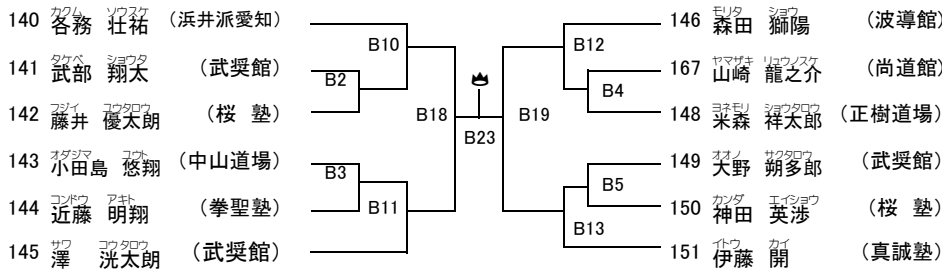 カクム ソウスケ
140 各務 壮祐 (浜井派愛知)
タケベ ショウタ
141 武部 翔太 (武奨館)
フジイ ユウタロウ
142 藤井 優太朗 (桜 塾)
オダジマ ユウト
143 小田島 悠翔 (中山道場)
コンドウ アキト
144 近藤 明翔 (拳聖塾)
サワ コウタロウ
145 澤 洸太朗 (武奨館)
B10
B2
B18
B3
B11
B23
B12
B4
B19
B5
B13
モリタ ショウ
146 森田 獅陽 (波導館)
ヤマザキ リュウノスケ
167 山崎 龍之介 (尚道館)
ヨネモリ ショウタロウ
148 米森 祥太郎 (正樹道場)
オオノ サクタロウ
149 大野 朔多郎 (武奨館)
カンダ エイショウ
150 神田 英渉 (桜 塾)
イトウ カイ
151 伊藤 開 (真誠塾)